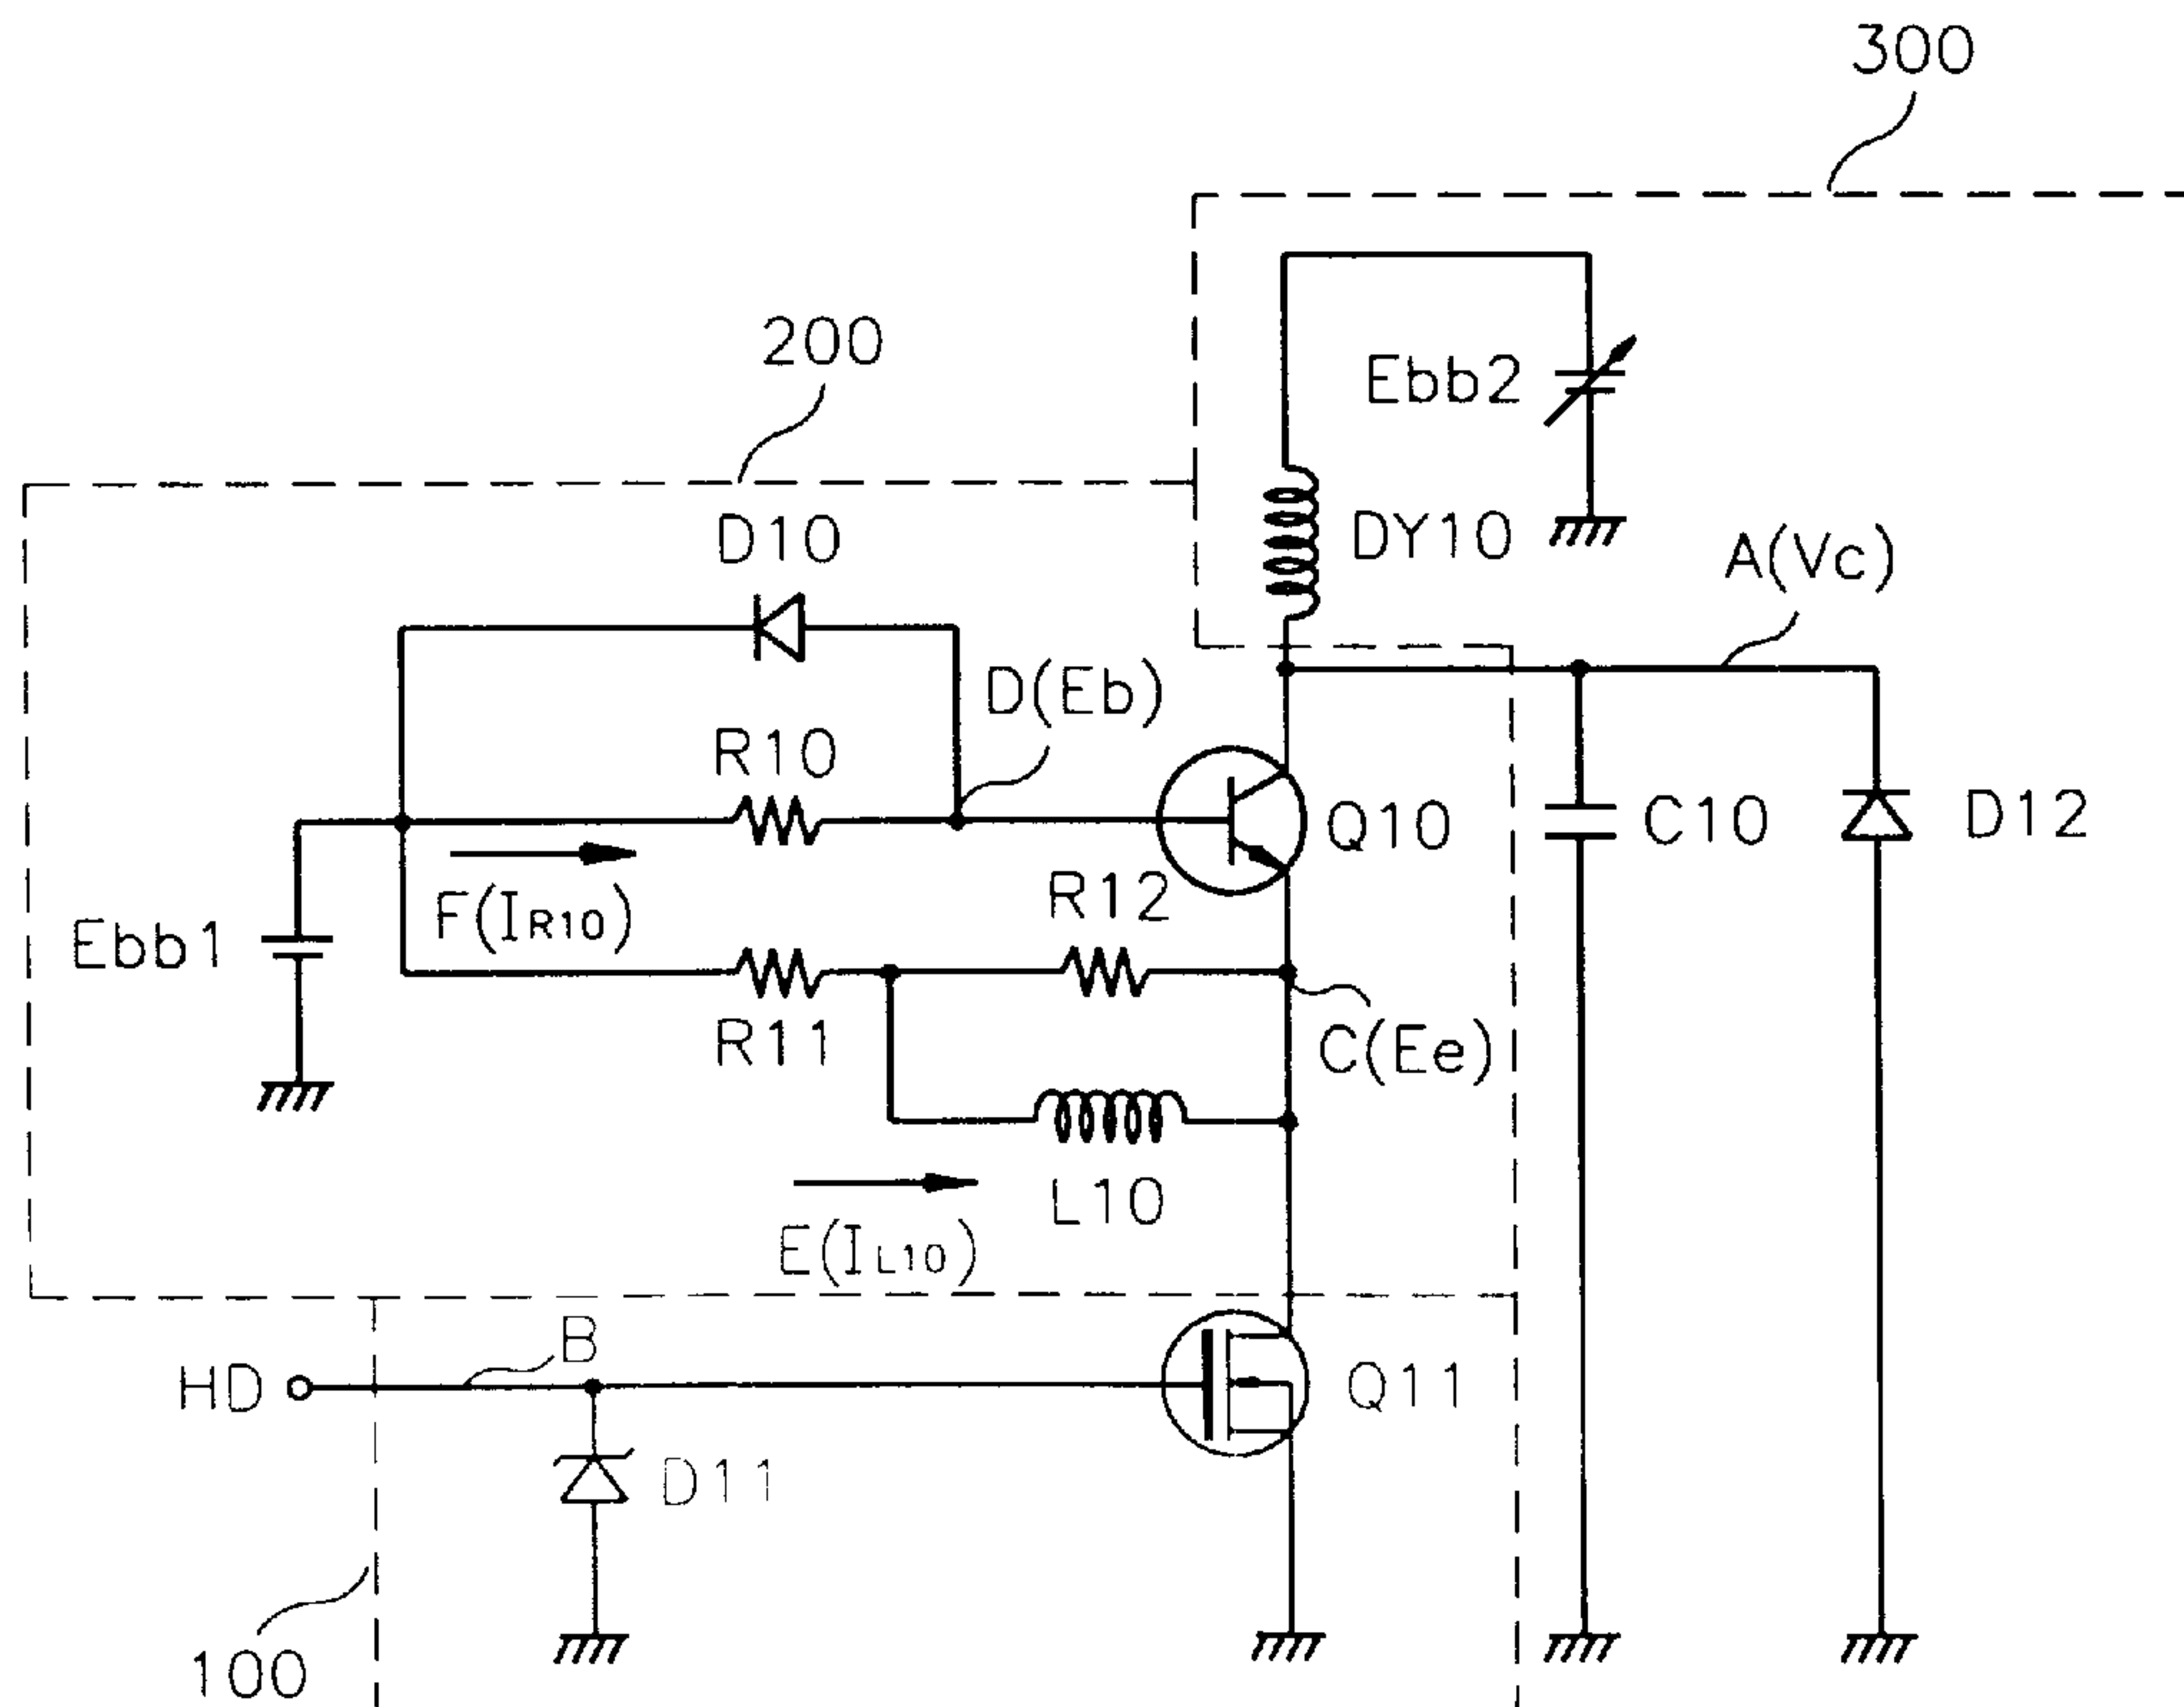 300
200
Ebb2
D10
DY10
A(Vc)
D(Eb)
R10
Q10
C10
D12
F(IR10)
R12
Ebb1
R11
C(Ee)
L10
E(IL10)
B
HD
Q11
D11
100